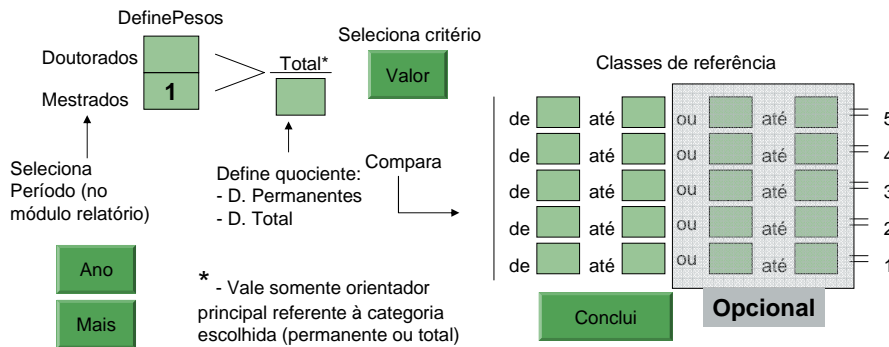 DefinePesos
Doutorados
Mestrados
1
Total*
Seleciona critério
Valor
Seleciona
Período (no
módulo relatório)
Define quociente:
- D. Permanentes
- D. Total
Compara
Ano
Mais
* - Vale somente orientador
principal referente à categoria
escolhida (permanente ou total)
Classes de referência
de até ou até = 5
de até ou até = 4
de até ou até = 3
de até ou até = 2
de até ou até = 1
Conclui
Opcional